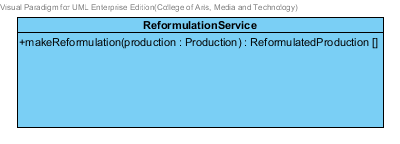 Visual Paradigm for UML Enterprise Edition(College of Arts, Media and Technology)
ReformulationService
+makeReformulation(production : Production) : ReformulatedProduction []